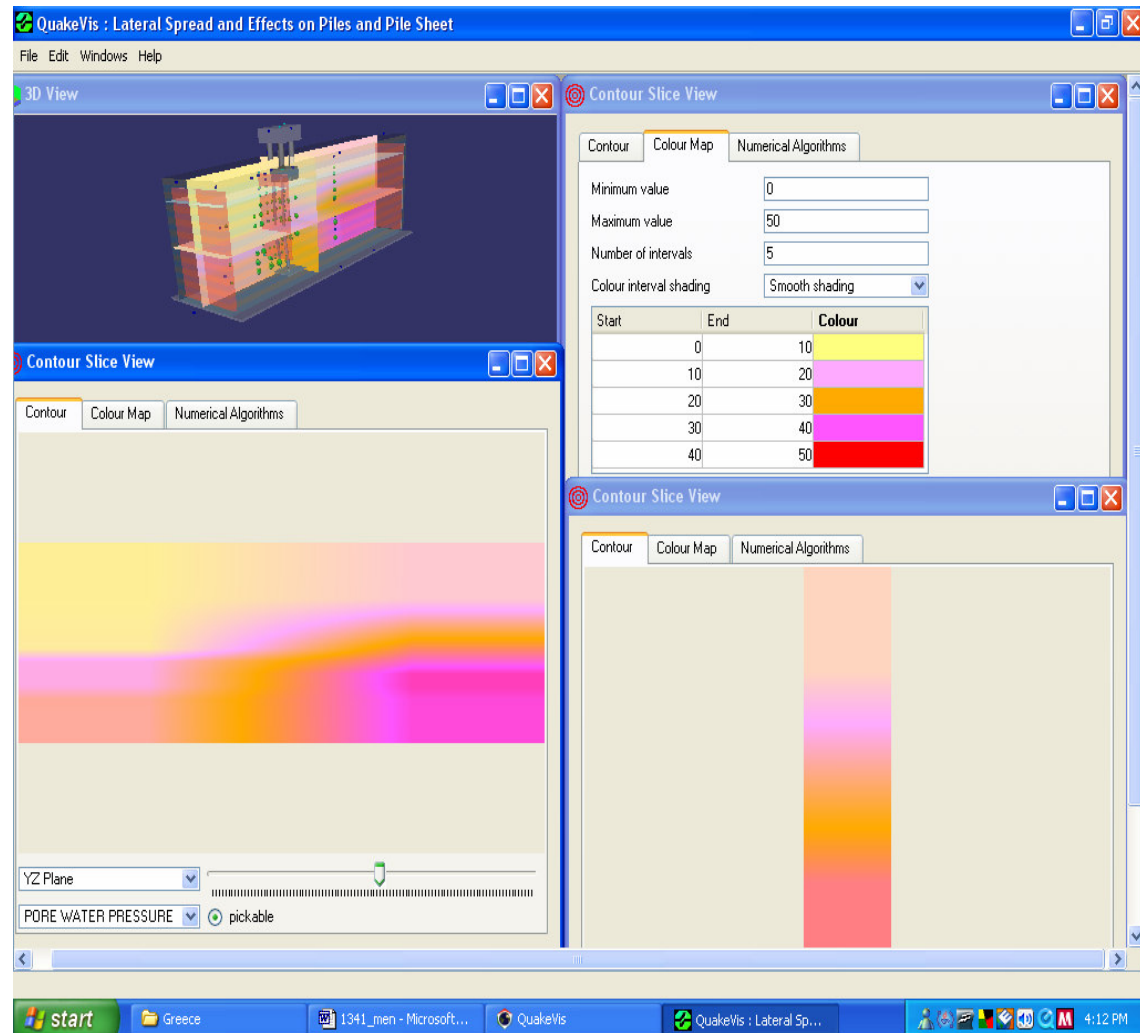 QuakeVis : Lateral Spread and Effects on Piles and Pile Sheet
File Edit Windows Help
3D View
Contour Slice View
Contour Colour Map Numerical Algorithms
Minimum value 0
Maximum value 50
Number of intervals 5
Colour interval shading Smooth shading
Start End Colour
0 10
10 20
20 30
30 40
40 50
Contour Slice View
Contour Colour Map Numerical Algorithms
YZ Plane
PORE WATER PRESSURE pickable
Contour Slice View
Contour Colour Map Numerical Algorithms
start Greece 1341_men - Microsoft... QuakeVis QuakeVis : Lateral Sp... 4:12 PM